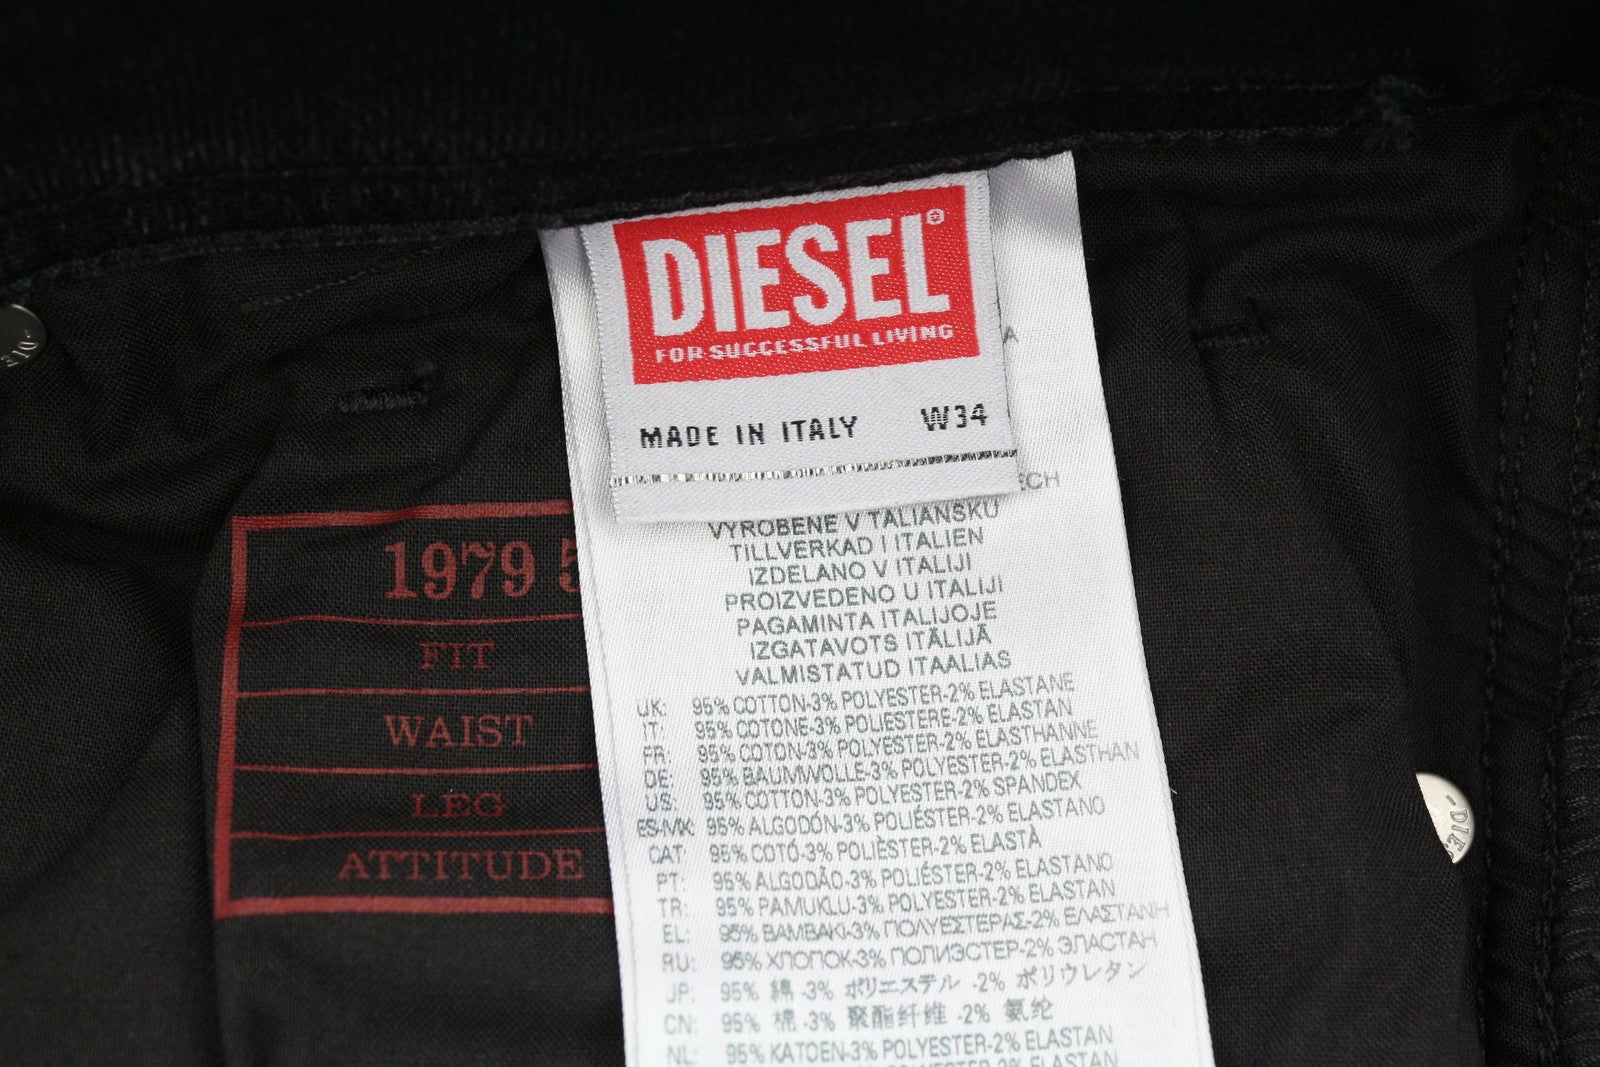 DIESEL®
FOR SUCCESSFUL LIVING
MADE IN ITALY W34
A
ECH
VYROBENÉ V TALIANSKU
TILLVERKAD I ITALIEN
IZDELANO V ITALIJI
PROIZVEDENO U ITALIJI
PAGAMINTA ITALIJOJE
IZGATAVOTS ITĀLIJĀ
VALMISTATUD ITAALIAS
UK: 95% COTTON-3% POLYESTER-2% ELASTANE
IT: 95% COTONE-3% POLIESTERE-2% ELASTAN
FR: 95% COTON-3% POLYESTER-2% ELASTHANNE
DE: 95% BAUMWOLLE-3% POLYESTER-2% ELASTHAN
US: 95% COTTON-3% POLYESTER-2% SPANDEX
ES-MX: 95% ALGODÓN-3% POLIÉSTER-2% ELASTANO
CAT: 95% COTÓ-3% POLIÈSTER-2% ELASTÀ
PT: 95% ALGODÃO-3% POLIÉSTER-2% ELASTANO
TR: 95% PAMUKLU-3% POLYESTER-2% ELASTAN
EL: 95% ΒΑΜΒΑΚΙ-3% ΠΟΛΥΕΣΤΕΡΑΣ-2% ΕΛΑΣΤΑΝΗ
RU: 95% ХЛОПОК-3% ПОЛИЭСТЕР-2% ЭЛАСТАН
JP: 95% 綿 -3% ポリエステル -2% ポリウレタン
CN: 95% 棉 -3% 聚酯纤维 -2% 氨纶
NL: 95% KATOEN-3% POLYESTER-2% ELASTAN
1979 5
FIT
WAIST
LEG
ATTITUDE